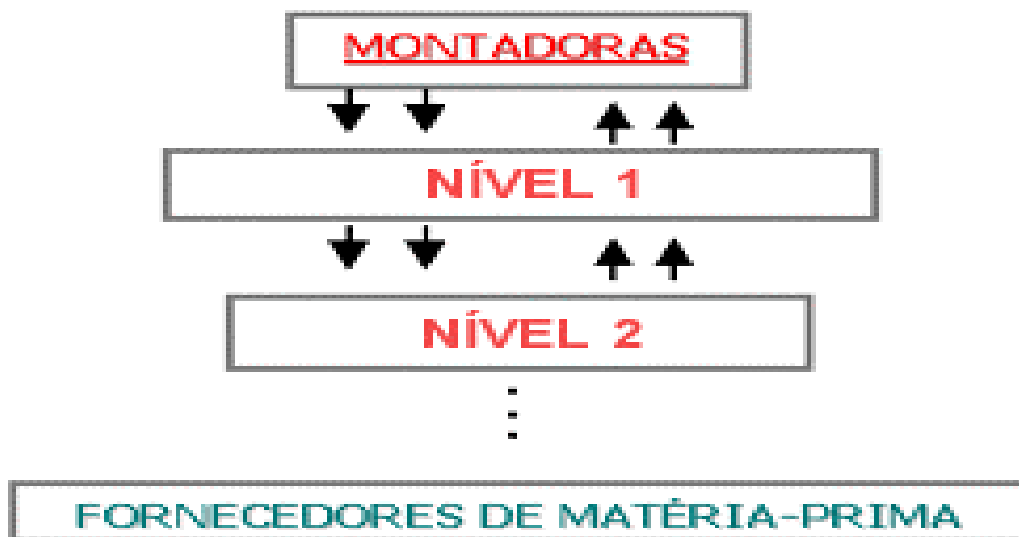 MONTADORAS
NÍVEL 1
NÍVEL 2
FORNECEDORES DE MATÉRIA-PRIMA